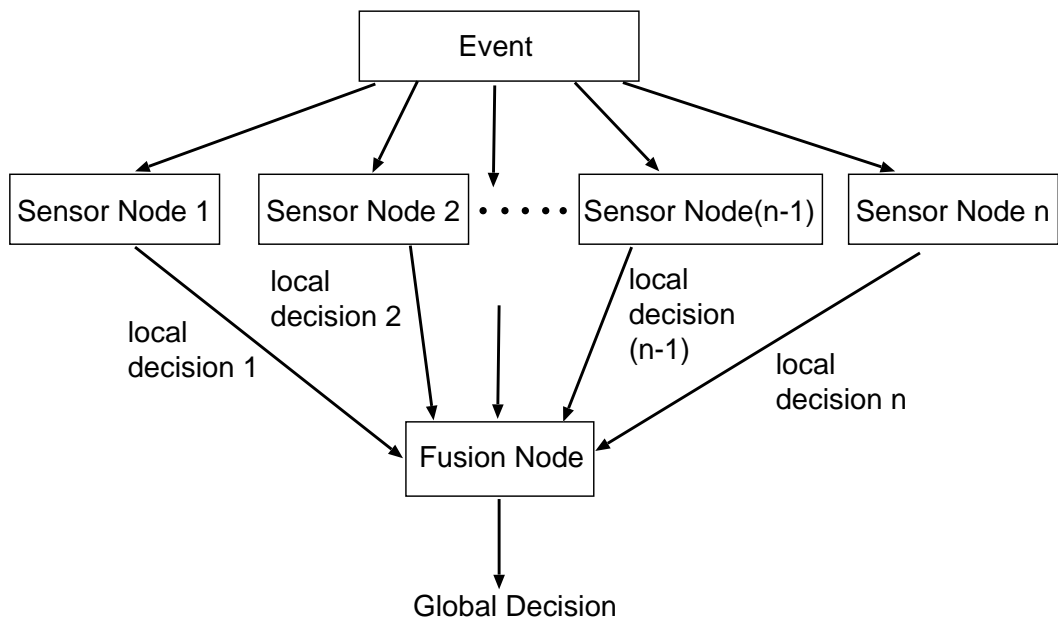 Event
Sensor Node 1
Sensor Node 2
Sensor Node(n-1)
Sensor Node n
local
decision 1
local
decision 2
local
decision
(n-1)
local
decision n
Fusion Node
Global Decision